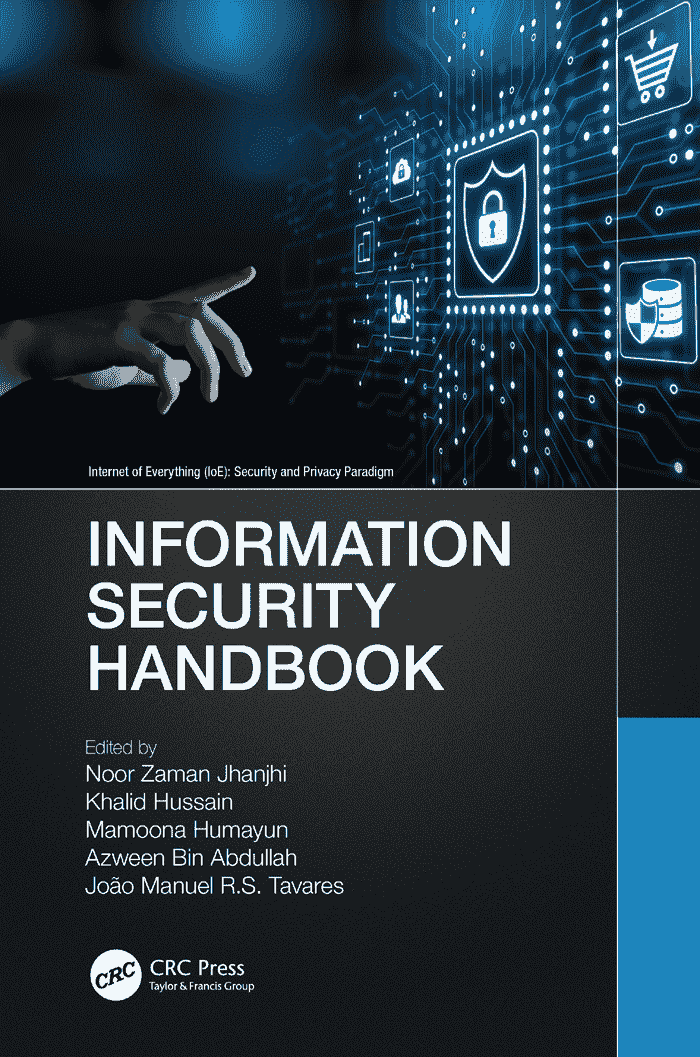 Internet of Everything (IoE): Security and Privacy Paradigm
INFORMATION
SECURITY
HANDBOOK
Edited by
Noor Zaman Jhanjhi
Khalid Hussain
Mamoona Humayun
Azween Bin Abdullah
João Manuel R.S. Tavares
CRC
CRC Press
Taylor & Francis Group